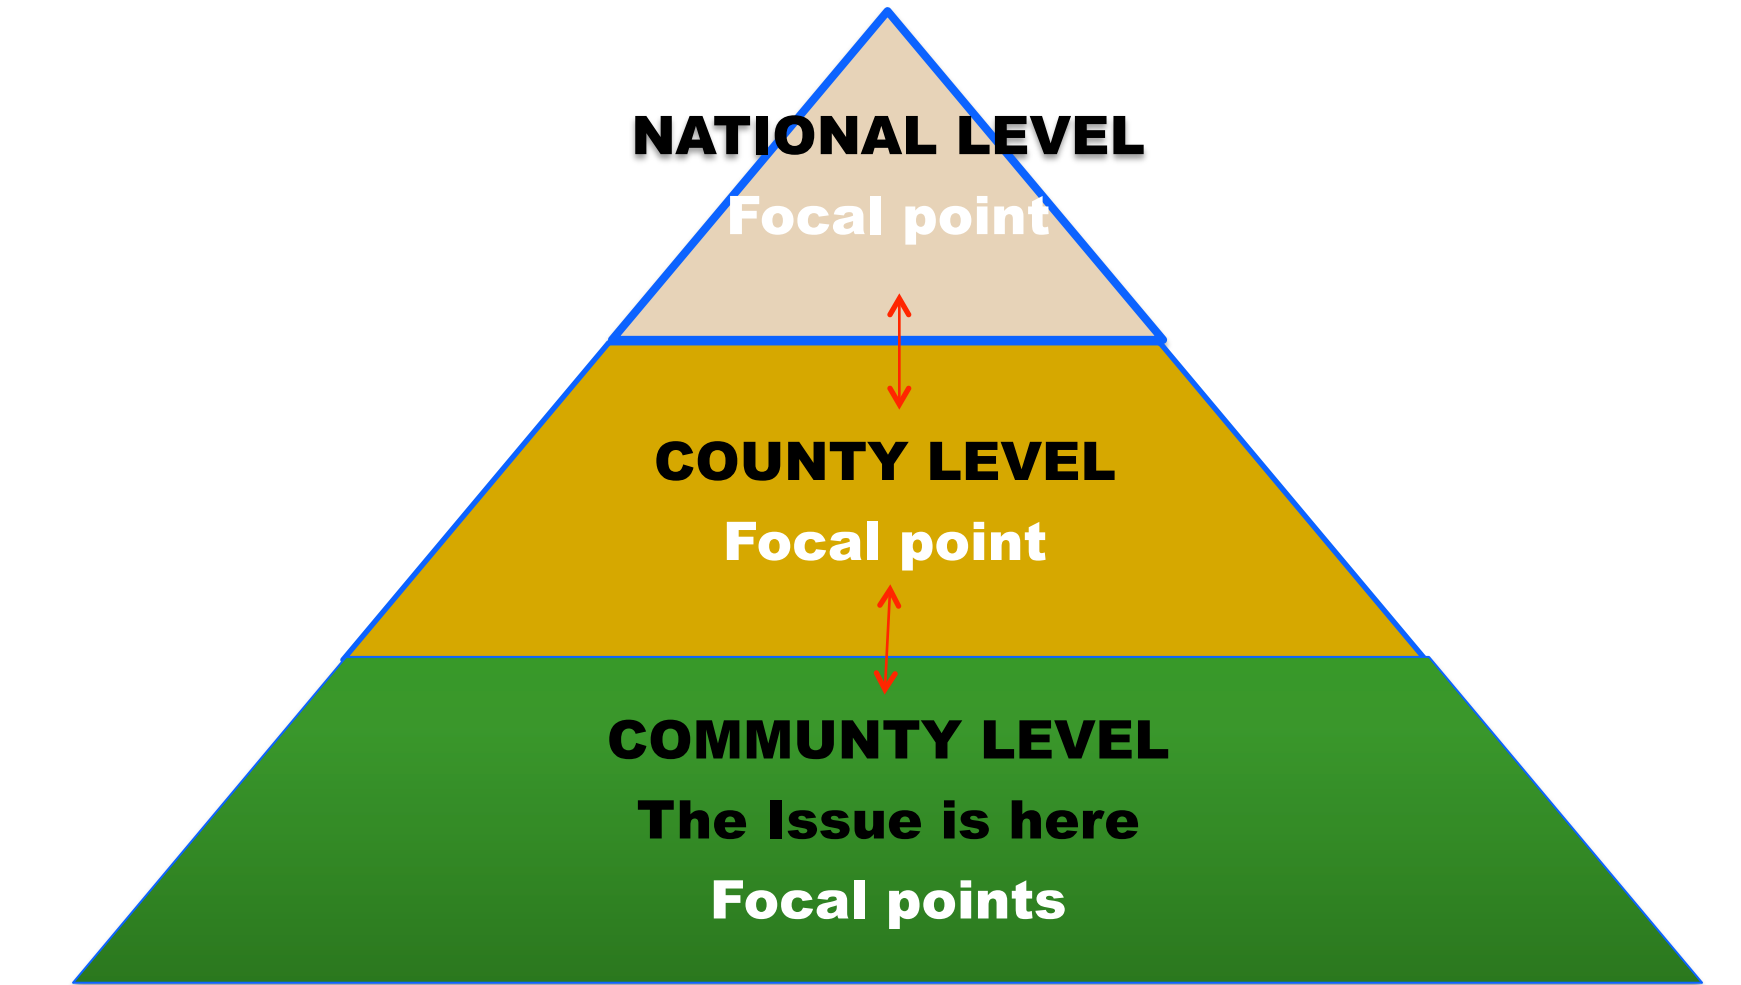 NATIONAL LEVEL
Focal point
COUNTY LEVEL
Focal point
COMMUNTY LEVEL
The Issue is here
Focal points